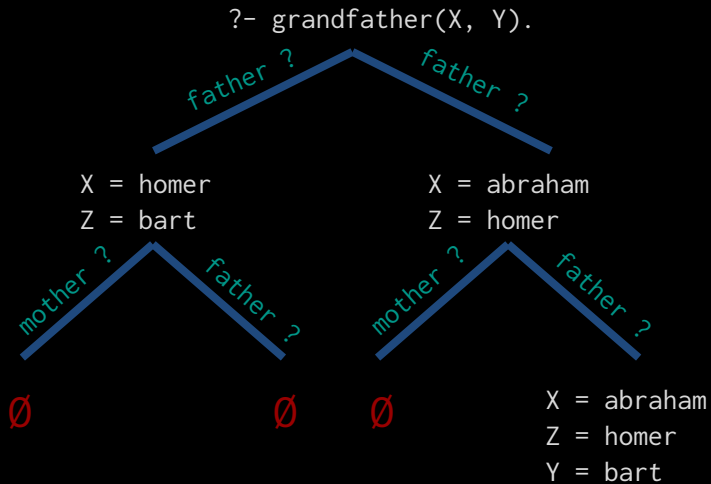 ?- grandfather(X, Y).
father ?
father ?
X = homer
Z = bart
X = abraham
Z = homer
mother ?
father ?
mother ?
father ?
Ø
Ø
Ø
X = abraham
Z = homer
Y = bart